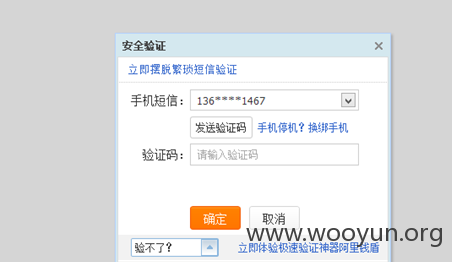 安全验证
立即摆脱繁琐短信验证
手机短信： 136****1467
发送验证码 手机停机？换绑手机
验证码： 请输入验证码
确定 取消
www.wooyun.org
验不了？ 立即体验极速验证神器阿里钱盾